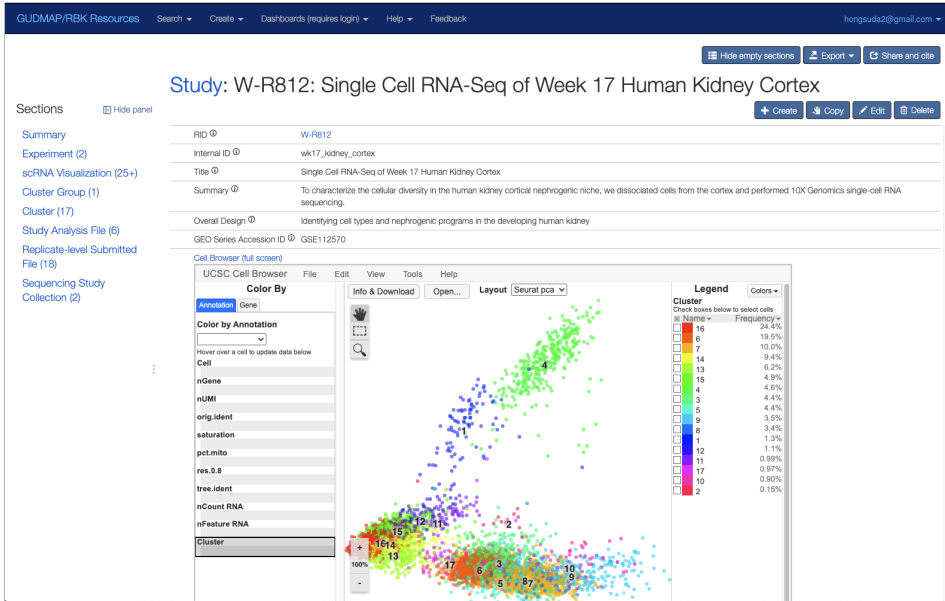 GUDMAP/RBK Resources Search Create Dashboards (requires login) Help Feedback hongsuda2@gmail.com
Hide empty sections Export Share and cite
Study: W-R812: Single Cell RNA-Seq of Week 17 Human Kidney Cortex
Create Copy Edit Delete
Sections Hide panel
Summary
Experiment (2)
scRNA Visualization (25+)
Cluster Group (1)
Cluster (17)
Study Analysis File (6)
Replicate-level Submitted
File (18)
Sequencing Study
Collection (2)
RID W-R812
Internal ID wk17_kidney_cortex
Title Single Cell RNA-Seq of Week 17 Human Kidney Cortex
Summary To characterize the cellular diversity in the human kidney cortical nephrogenic niche, we dissociated cells from the cortex and performed 10X Genomics single-cell RNA
sequencing.
Overall Design Identifying cell types and nephrogenic programs in the developing human kidney
GEO Series Accession ID GSE112570
Cell Browser (full screen)
UCSC Cell Browser File Edit View Tools Help
Color By
Annotation Gene
Color by Annotation
Hover over a cell to update data below
Cell
nGene
nUMI
orig.ident
saturation
pct.mito
res.0.8
tree.ident
nCount RNA
nFeature RNA
Cluster
Info & Download Open... Layout Seurat pca
4
1
12 11
15
16 14
13
2
17 6 3
5 8 7
10
9
+
100%
-
Legend Colors
Cluster
Check boxes below to select cells
Name Frequency
16 24.4%
6 19.5%
7 10.0%
14 9.4%
13 6.2%
15 4.9%
4 4.6%
3 4.4%
5 4.4%
9 3.5%
8 3.4%
1 1.3%
12 1.1%
11 0.99%
17 0.97%
10 0.90%
2 0.15%